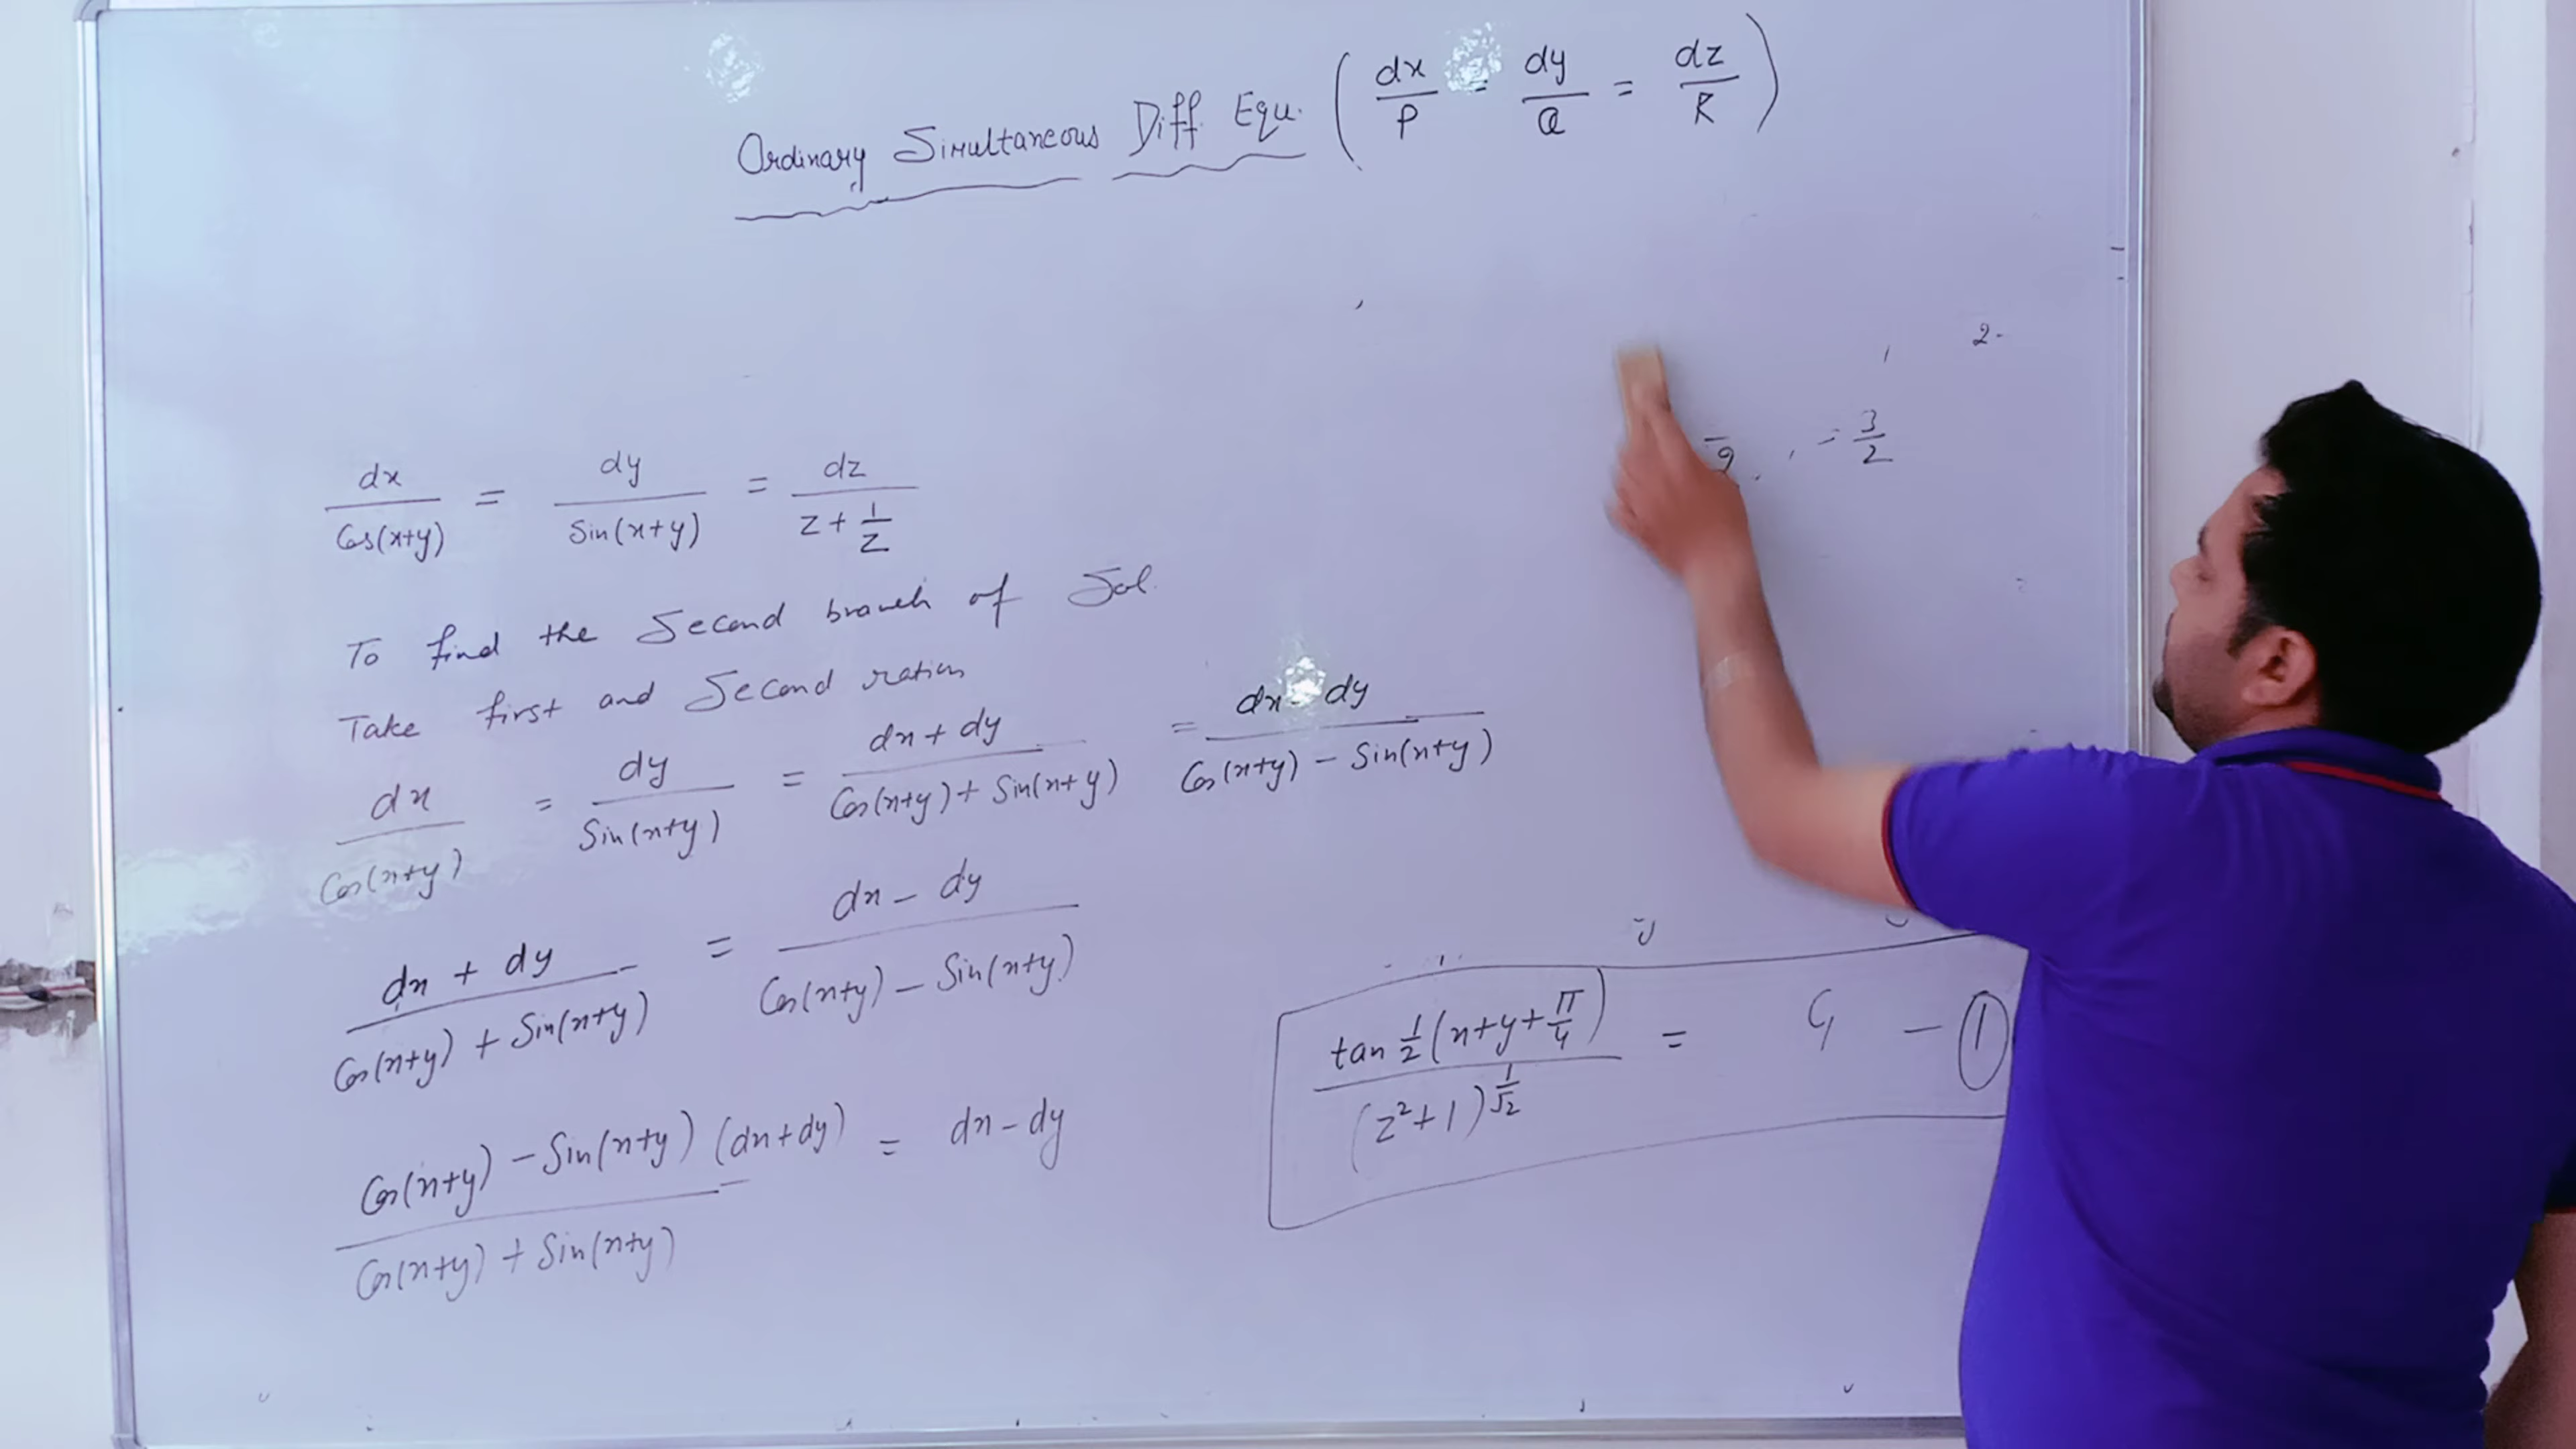 Ordinary Simultaneous Diff. Equ. ( dx/P = dy/Q = dz/R )
2-
= 3/2
dx/Cos(x+y) = dy/Sin(x+y) = dz/(z + 1/z)
To find the Second branch of Sol.
Take first and Second ration
dx/Cos(x+y) = dy/Sin(x+y) = (dx + dy)/(Cos(x+y) + Sin(x+y)) = (dx - dy)/(Cos(x+y) - Sin(x+y))
(dx + dy)/(Cos(x+y) + Sin(x+y)) = (dx - dy)/(Cos(x+y) - Sin(x+y))
(Cos(x+y) - Sin(x+y))/(Cos(x+y) + Sin(x+y)) (dx+dy) = dx - dy
tan 1/2 (x+y+π/4) / (z²+1)^(1/√2) = C₁ - ①